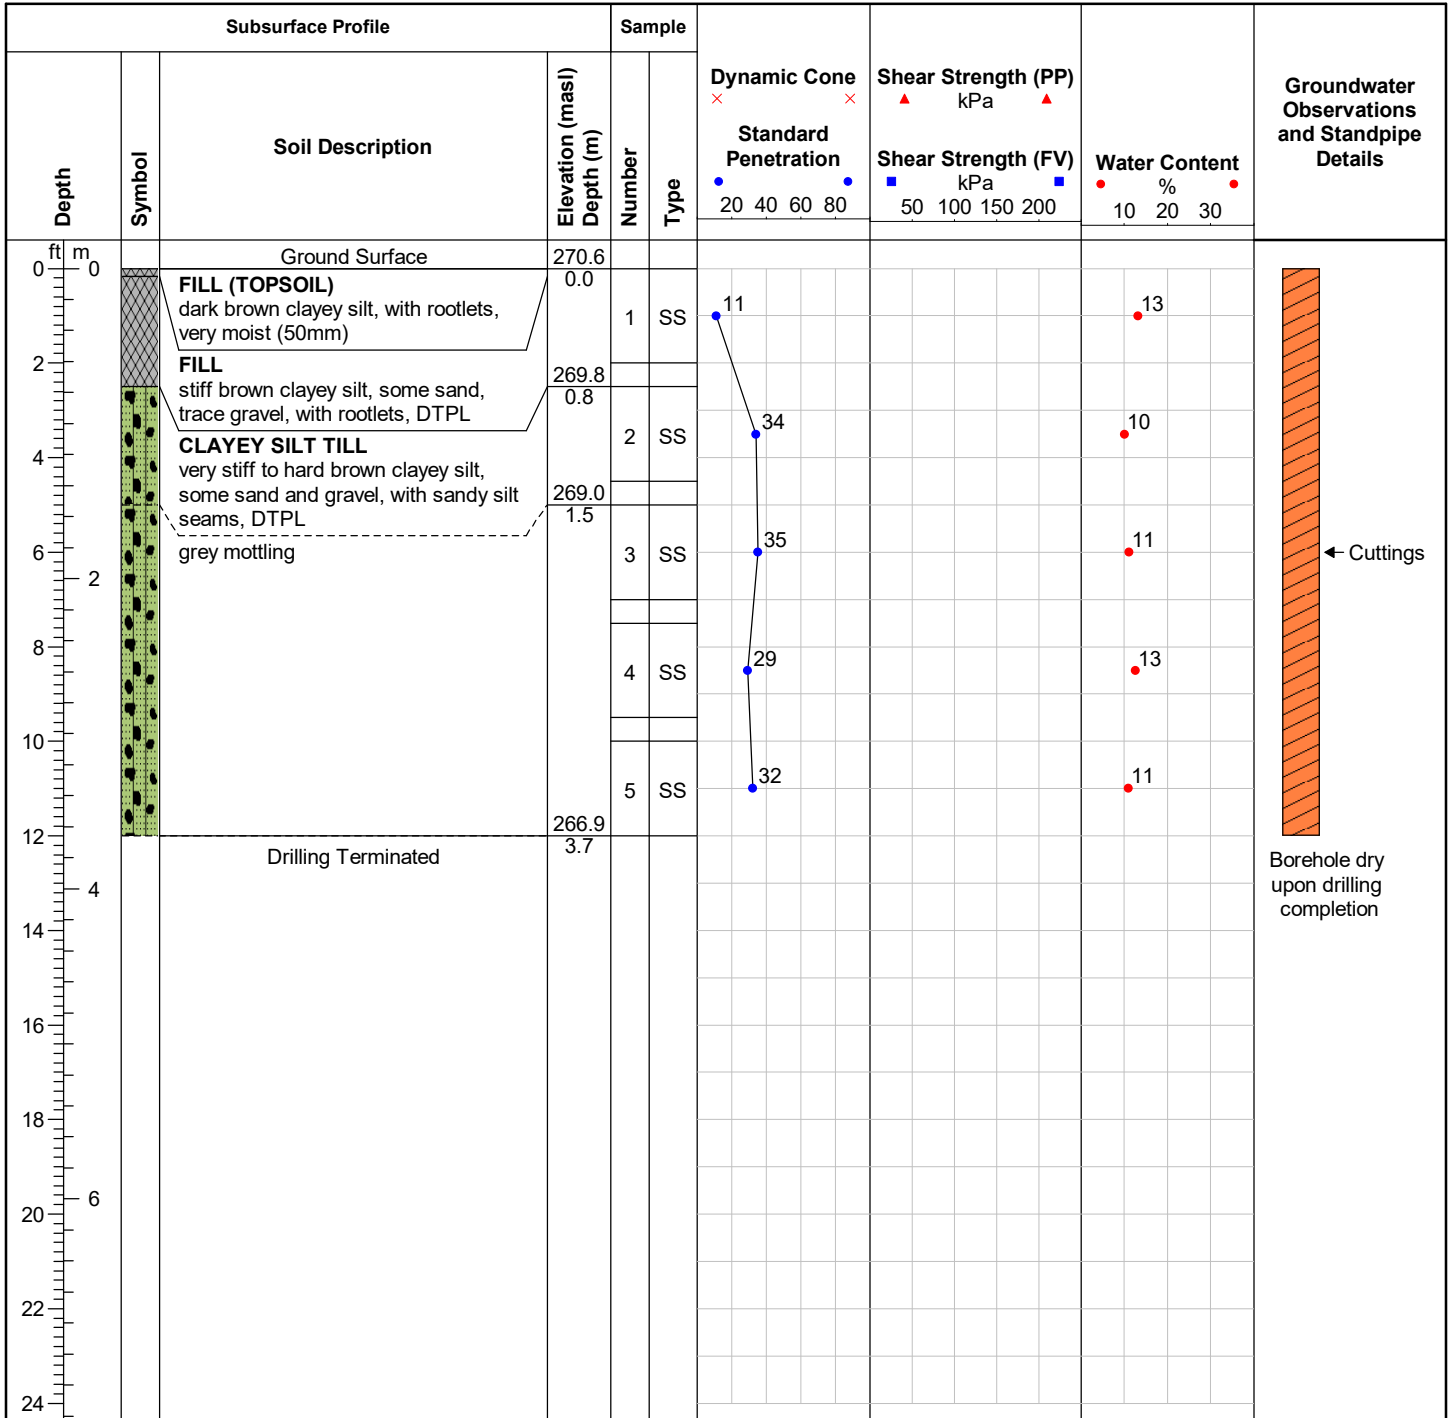 Subsurface Profile
Sample
Depth
Symbol
Soil Description
Elevation (masl)
Depth (m)
Number
Type
Dynamic Cone
Standard
Penetration
20 40 60 80
Shear Strength (PP)
kPa
Shear Strength (FV)
kPa
50 100 150 200
Water Content
%
10 20 30
Groundwater
Observations
and Standpipe
Details
ft m
Ground Surface 270.6
0 0
0.0
FILL (TOPSOIL)
dark brown clayey silt, with rootlets,
very moist (50mm)
1 SS 11 13
2
FILL
stiff brown clayey silt, some sand,
trace gravel, with rootlets, DTPL
269.8
0.8
2 SS 34 10
4
CLAYEY SILT TILL
very stiff to hard brown clayey silt,
some sand and gravel, with sandy silt
seams, DTPL
269.0
1.5
grey mottling
6
3 SS 35 11
Cuttings
2
8
4 SS 29 13
10
5 SS 32 11
266.9
12
3.7
Drilling Terminated
Borehole dry
upon drilling
completion
4
14
16
18
6
20
22
24